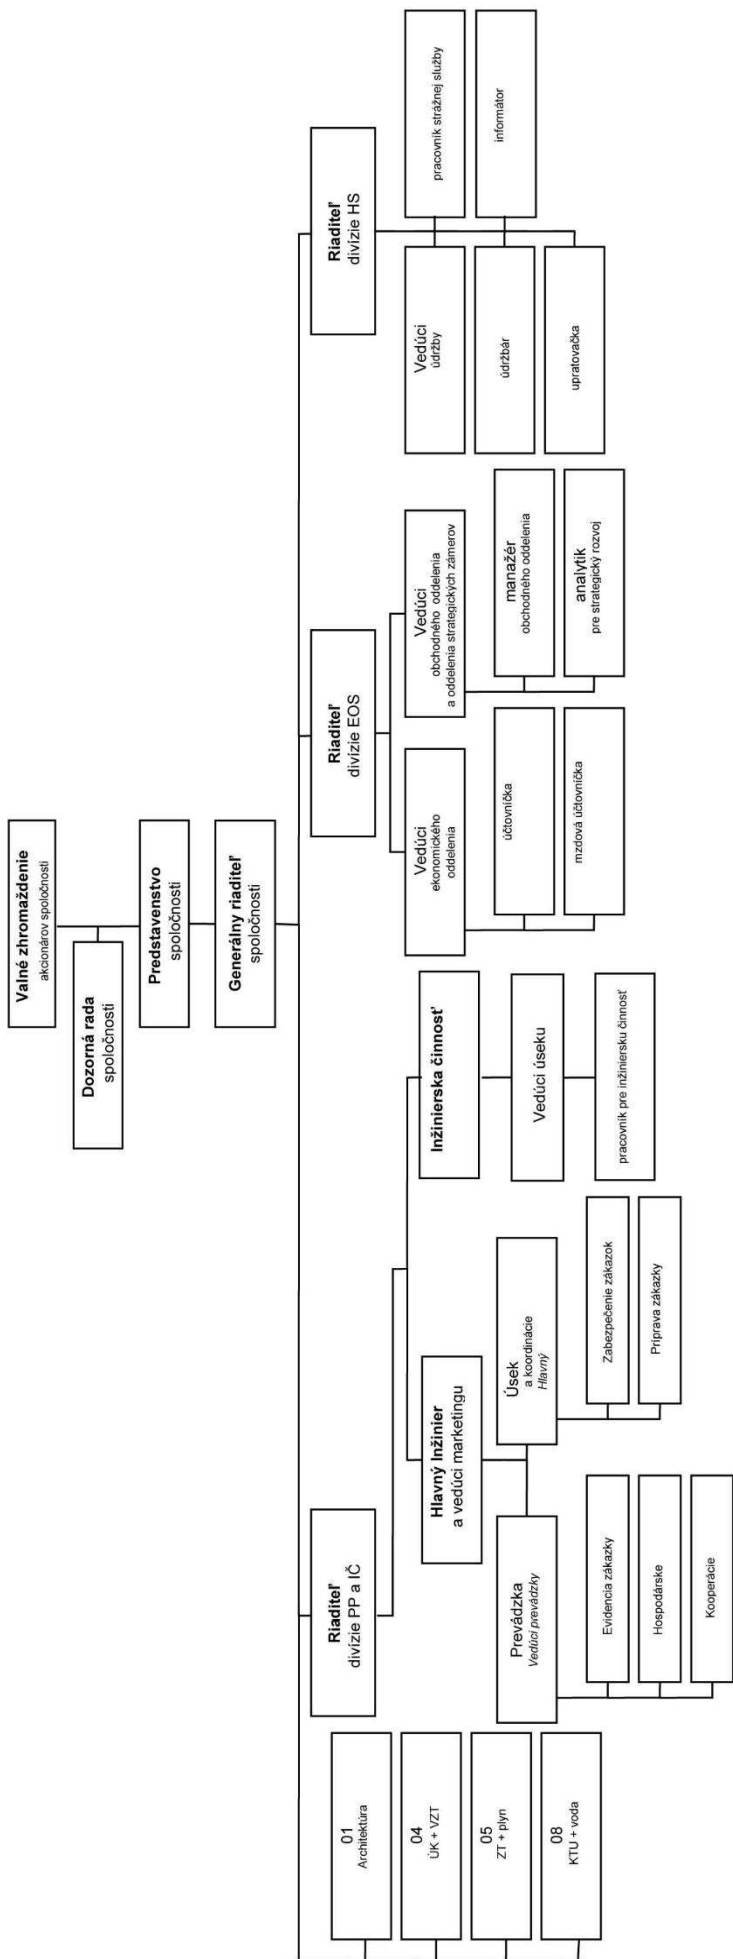 Valné zhromaždenie
akcionárov spoločnosti
Dozorná rada
spoločnosti
Predstavenstvo
spoločnosti
Generálny riaditeľ
spoločnosti
01
Architektúra
04
ÚK + VZT
05
ZT + plyn
08
KTU + voda
Riaditeľ
divízie PP a IČ
Hlavný Inžinier
a vedúci marketingu
Prevádzka
Vedúci prevádzky
Evidencia zákazky
Hospodárske
Kooperácie
Úsek
a koordinácie
Hlavný
Zabezpečenie zákazok
Príprava zákazky
Inžinierska činnosť
Vedúci úseku
pracovník pre inžiniersku činnosť
Riaditeľ
divízie EOS
Vedúci
ekonomického
oddelenia
účtovníčka
mzdová účtovníčka
Vedúci
obchodného oddelenia
a oddelenia strategických zámerov
manažér
obchodného oddelenia
analytik
pre strategický rozvoj
Riaditeľ
divízie HS
Vedúci
údržby
pracovník strážnej služby
údržbár
informátor
upratovačka